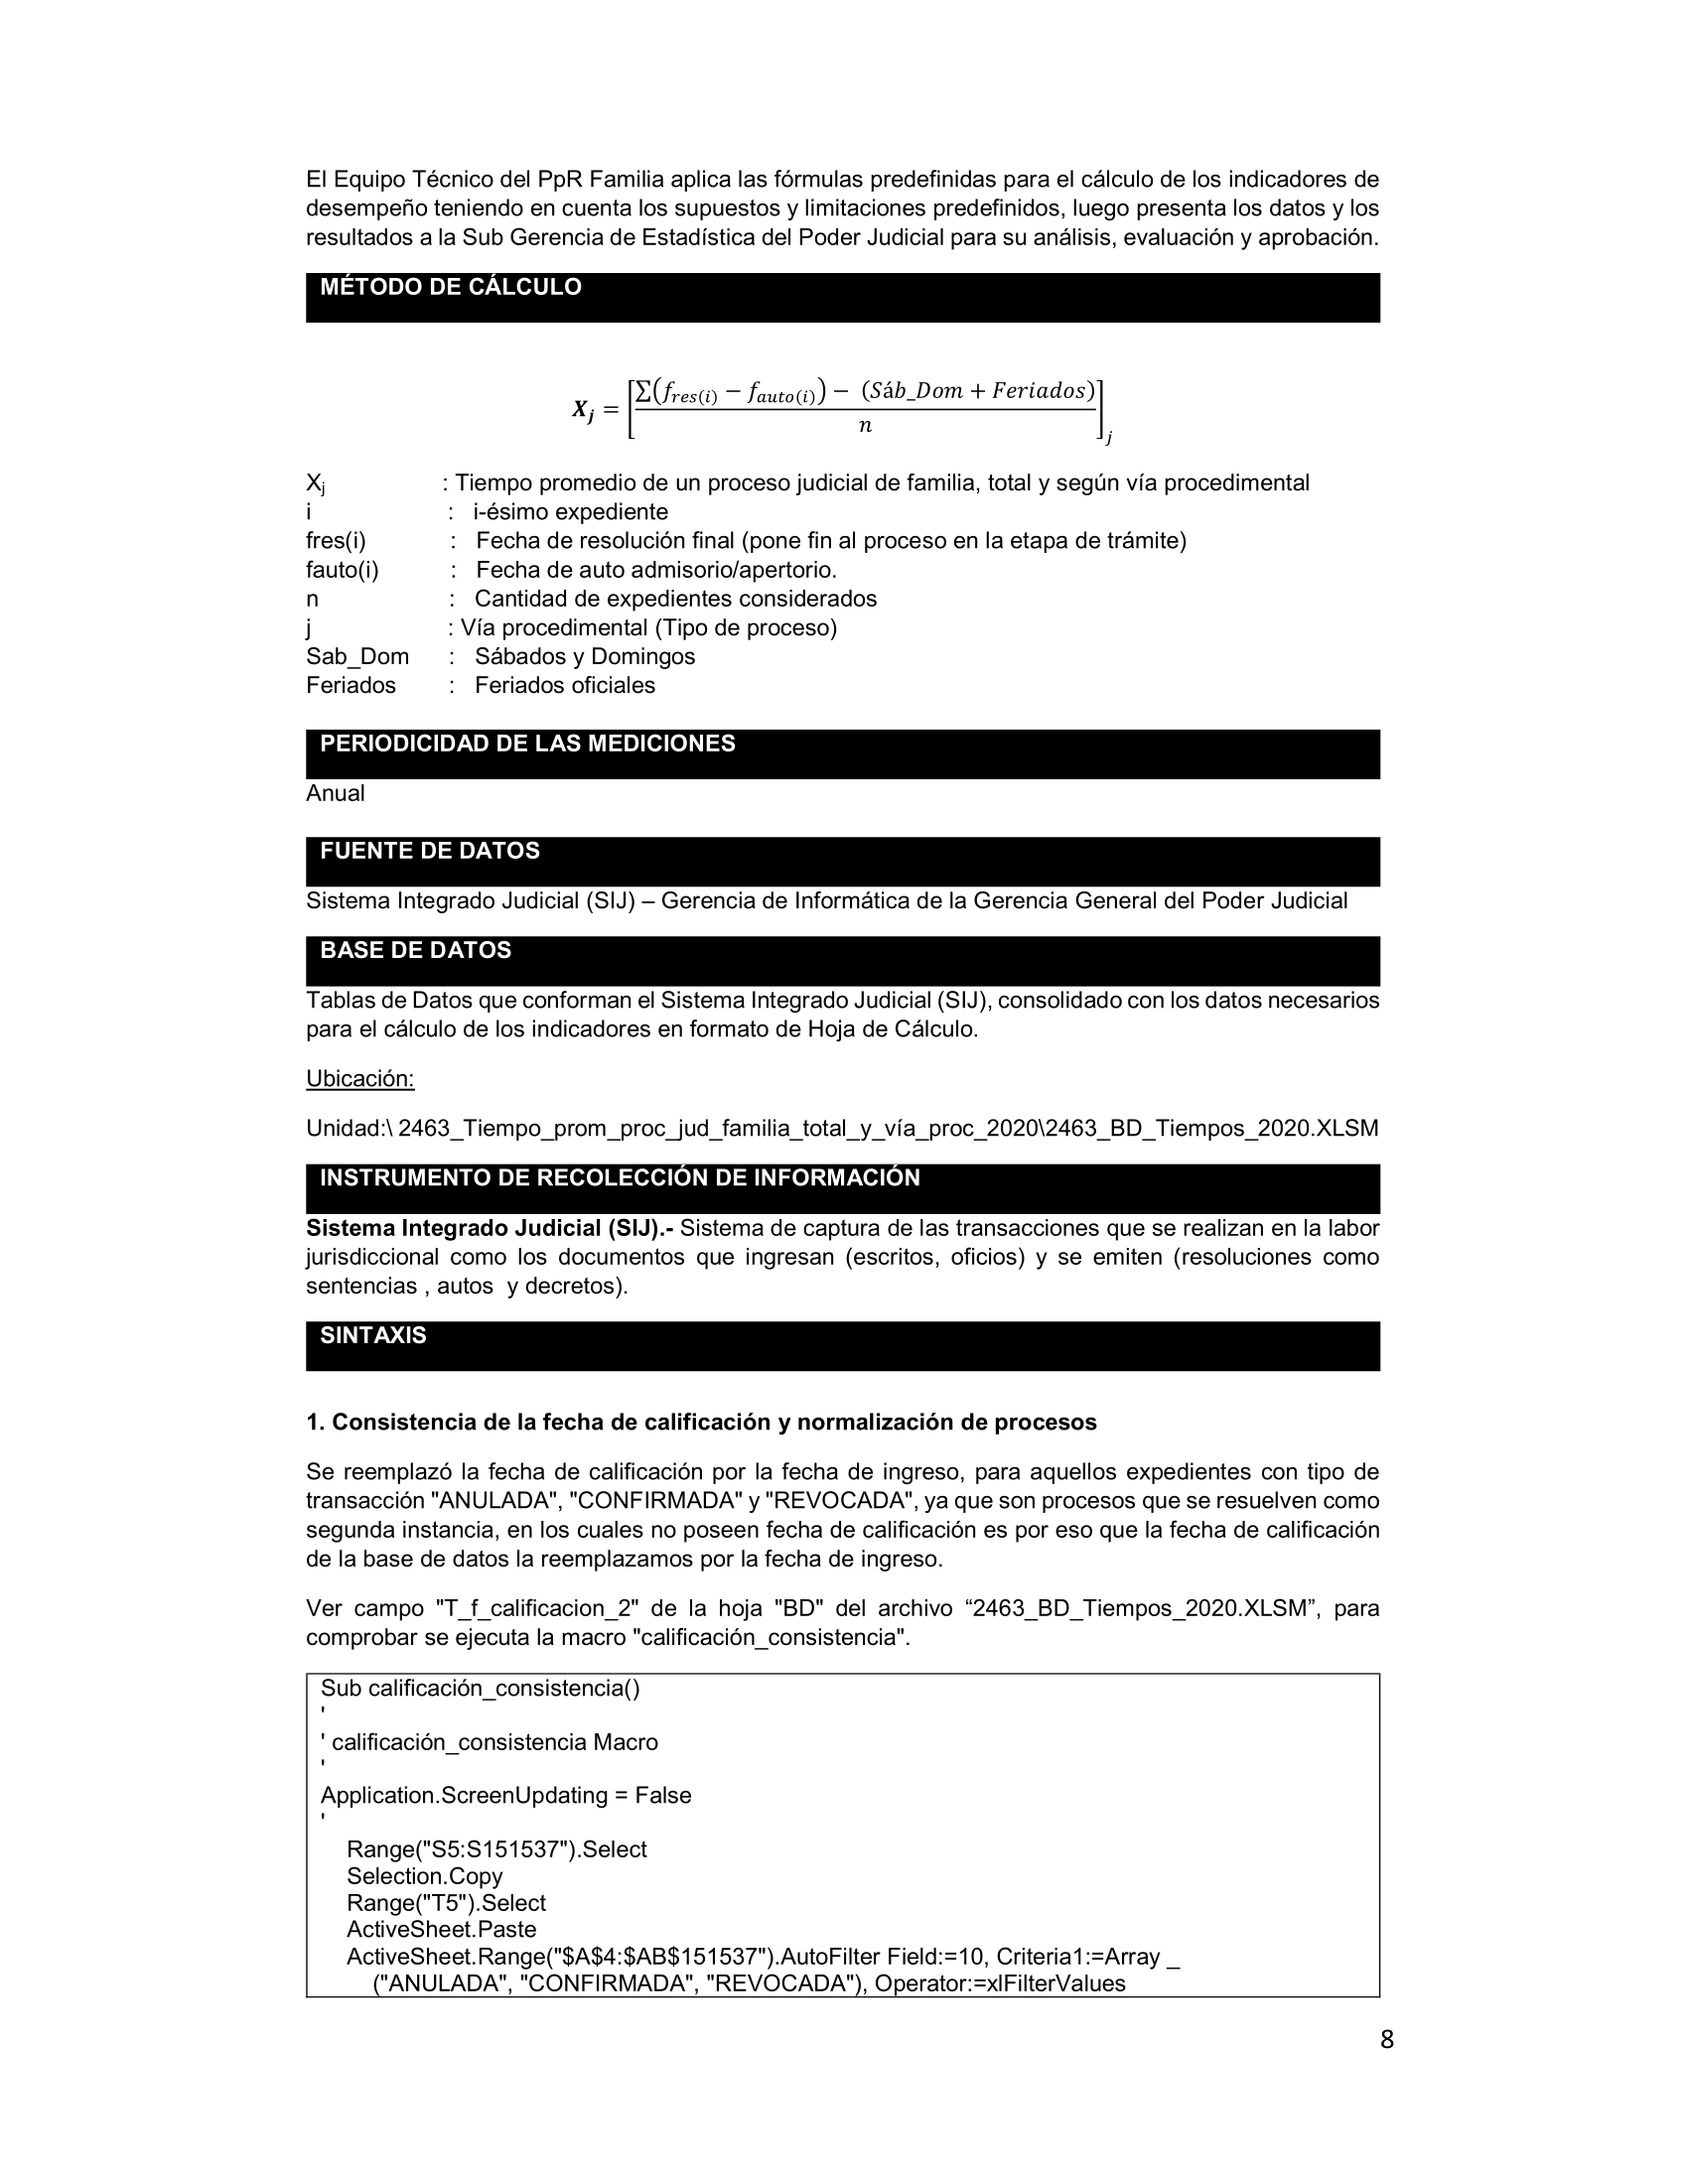 El Equipo Técnico del PpR Familia aplica las fórmulas predefinidas para el cálculo de los indicadores de
desempeño teniendo en cuenta los supuestos y limitaciones predefinidos, luego presenta los datos y los
resultados a la Sub Gerencia de Estadística del Poder Judicial para su análisis, evaluación y aprobación.
MÉTODO DE CÁLCULO
X_j = [ (∑(f_res(i) − f_auto(i)) − (Sáb_Dom + Feriados)) / n ]_j
Xj : Tiempo promedio de un proceso judicial de familia, total y según vía procedimental
i : i-ésimo expediente
fres(i) : Fecha de resolución final (pone fin al proceso en la etapa de trámite)
fauto(i) : Fecha de auto admisorio/apertorio.
n : Cantidad de expedientes considerados
j : Vía procedimental (Tipo de proceso)
Sab_Dom : Sábados y Domingos
Feriados : Feriados oficiales
PERIODICIDAD DE LAS MEDICIONES
Anual
FUENTE DE DATOS
Sistema Integrado Judicial (SIJ) – Gerencia de Informática de la Gerencia General del Poder Judicial
BASE DE DATOS
Tablas de Datos que conforman el Sistema Integrado Judicial (SIJ), consolidado con los datos necesarios
para el cálculo de los indicadores en formato de Hoja de Cálculo.
Ubicación:
Unidad:\ 2463_Tiempo_prom_proc_jud_familia_total_y_vía_proc_2020\2463_BD_Tiempos_2020.XLSM
INSTRUMENTO DE RECOLECCIÓN DE INFORMACIÓN
Sistema Integrado Judicial (SIJ).- Sistema de captura de las transacciones que se realizan en la labor
jurisdiccional como los documentos que ingresan (escritos, oficios) y se emiten (resoluciones como
sentencias , autos  y decretos).
SINTAXIS
1. Consistencia de la fecha de calificación y normalización de procesos
Se reemplazó la fecha de calificación por la fecha de ingreso, para aquellos expedientes con tipo de
transacción "ANULADA", "CONFIRMADA" y "REVOCADA", ya que son procesos que se resuelven como
segunda instancia, en los cuales no poseen fecha de calificación es por eso que la fecha de calificación
de la base de datos la reemplazamos por la fecha de ingreso.
Ver campo "T_f_calificacion_2" de la hoja "BD" del archivo “2463_BD_Tiempos_2020.XLSM”, para
comprobar se ejecuta la macro "calificación_consistencia".
Sub calificación_consistencia()
'
' calificación_consistencia Macro
'
Application.ScreenUpdating = False
'
Range("S5:S151537").Select
Selection.Copy
Range("T5").Select
ActiveSheet.Paste
ActiveSheet.Range("$A$4:$AB$151537").AutoFilter Field:=10, Criteria1:=Array _
("ANULADA", "CONFIRMADA", "REVOCADA"), Operator:=xlFilterValues
8